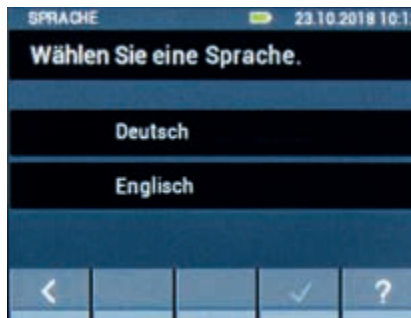 SPRACHE 23.10.2018 10:1
Wählen Sie eine Sprache.
Deutsch
Englisch
?